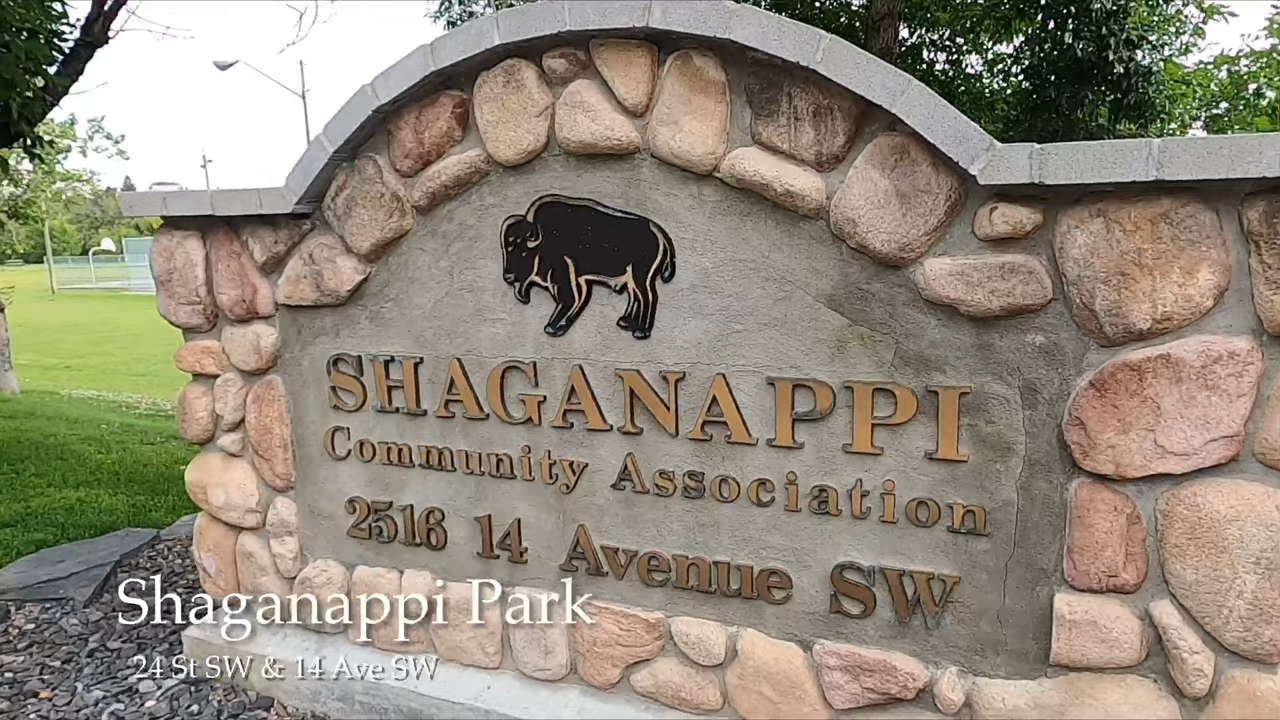 SHAGANAPPI
Community Association
2516 14 Avenue SW
Shaganappi Park
24 St SW & 14 Ave SW